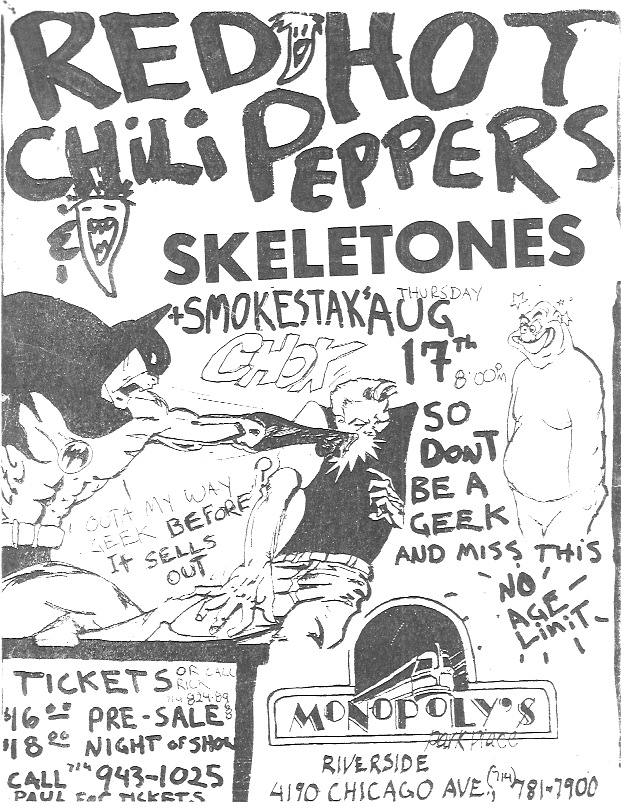 RED HOT
CHiLi PEPPERS
& SKELETONES
+ SMOKESTAK'S
THURSDAY
AUG
17TH
8:00PM
CHOK
SO
DONT
BE A
GEEK
AND MISS THIS
NO
AGE
LIMIT
OUTA MY WAY
GEEK BEFORE
IT SELLS
OUT
TICKETS
OR CALL
RICK
$16.00 PRE-SALE
$18.00 NIGHT OF SHOW
CALL 714 943-1025
PAUL FOR TICKETS
MONOPOLY'S
park place
RIVERSIDE
4190 CHICAGO AVE. (714) 781-7900